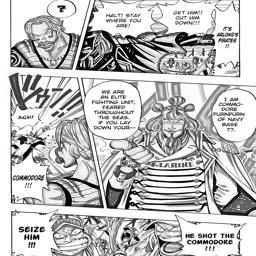 GET HIM!!
CUT HIM
DOWN!!!
IT'S
ARLONG'S
PIRATES
!!
HALT! STAY
WHERE YOU
ARE!
?
I AM
COMMO-
DORE
PURINPURIN
OF NAVY
BASE
77.
MARINE
WE ARE
AN ELITE
FIGHTING UNIT,
FEARED
THROUGHOUT
THE SEAS.
IF YOU LAY
DOWN YOUR--
AGH!
COMMODORE
!!!
HE SHOT THE
COMMODORE !!!
SEIZE
HIM
!!!